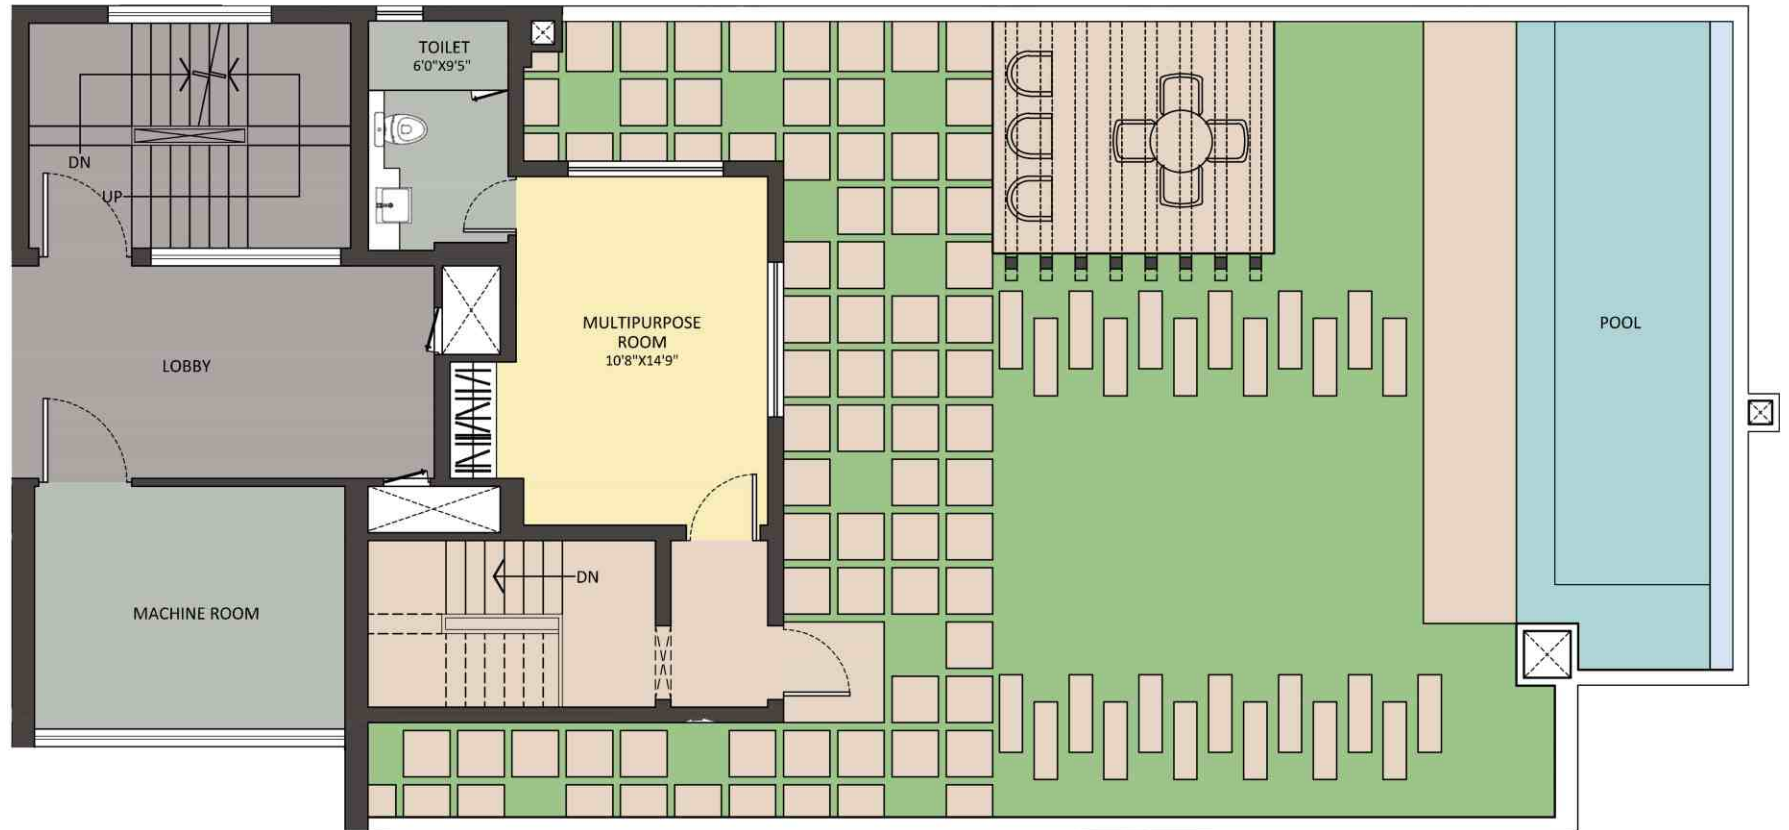 TOILET
6'0"X9'5"
DN
UP
MULTIPURPOSE
ROOM
10'8"X14'9"
POOL
LOBBY
DN
MACHINE ROOM